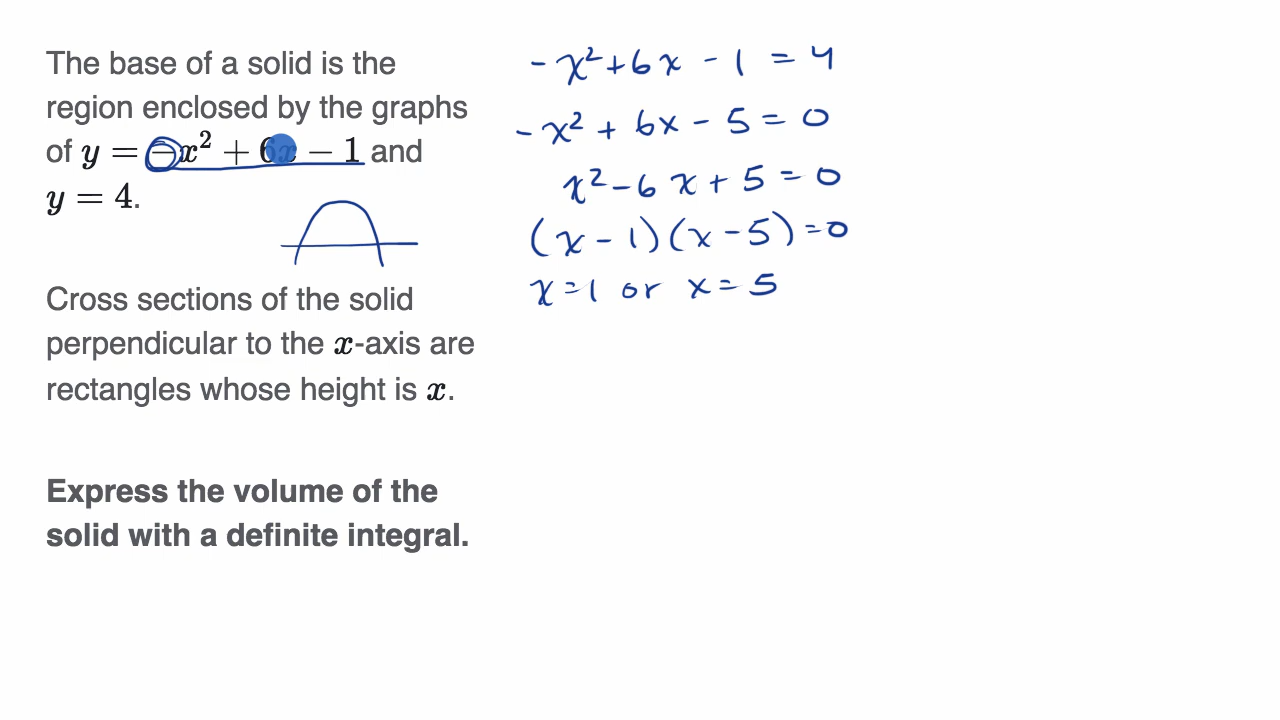 The base of a solid is the
region enclosed by the graphs
of y = −x² + 6x − 1 and
y = 4.
Cross sections of the solid
perpendicular to the x-axis are
rectangles whose height is x.
Express the volume of the
solid with a definite integral.
-x²+6x - 1 = 4
-x² + 6x - 5 = 0
x² - 6x + 5 = 0
(x - 1)(x - 5) = 0
x = 1 or x = 5